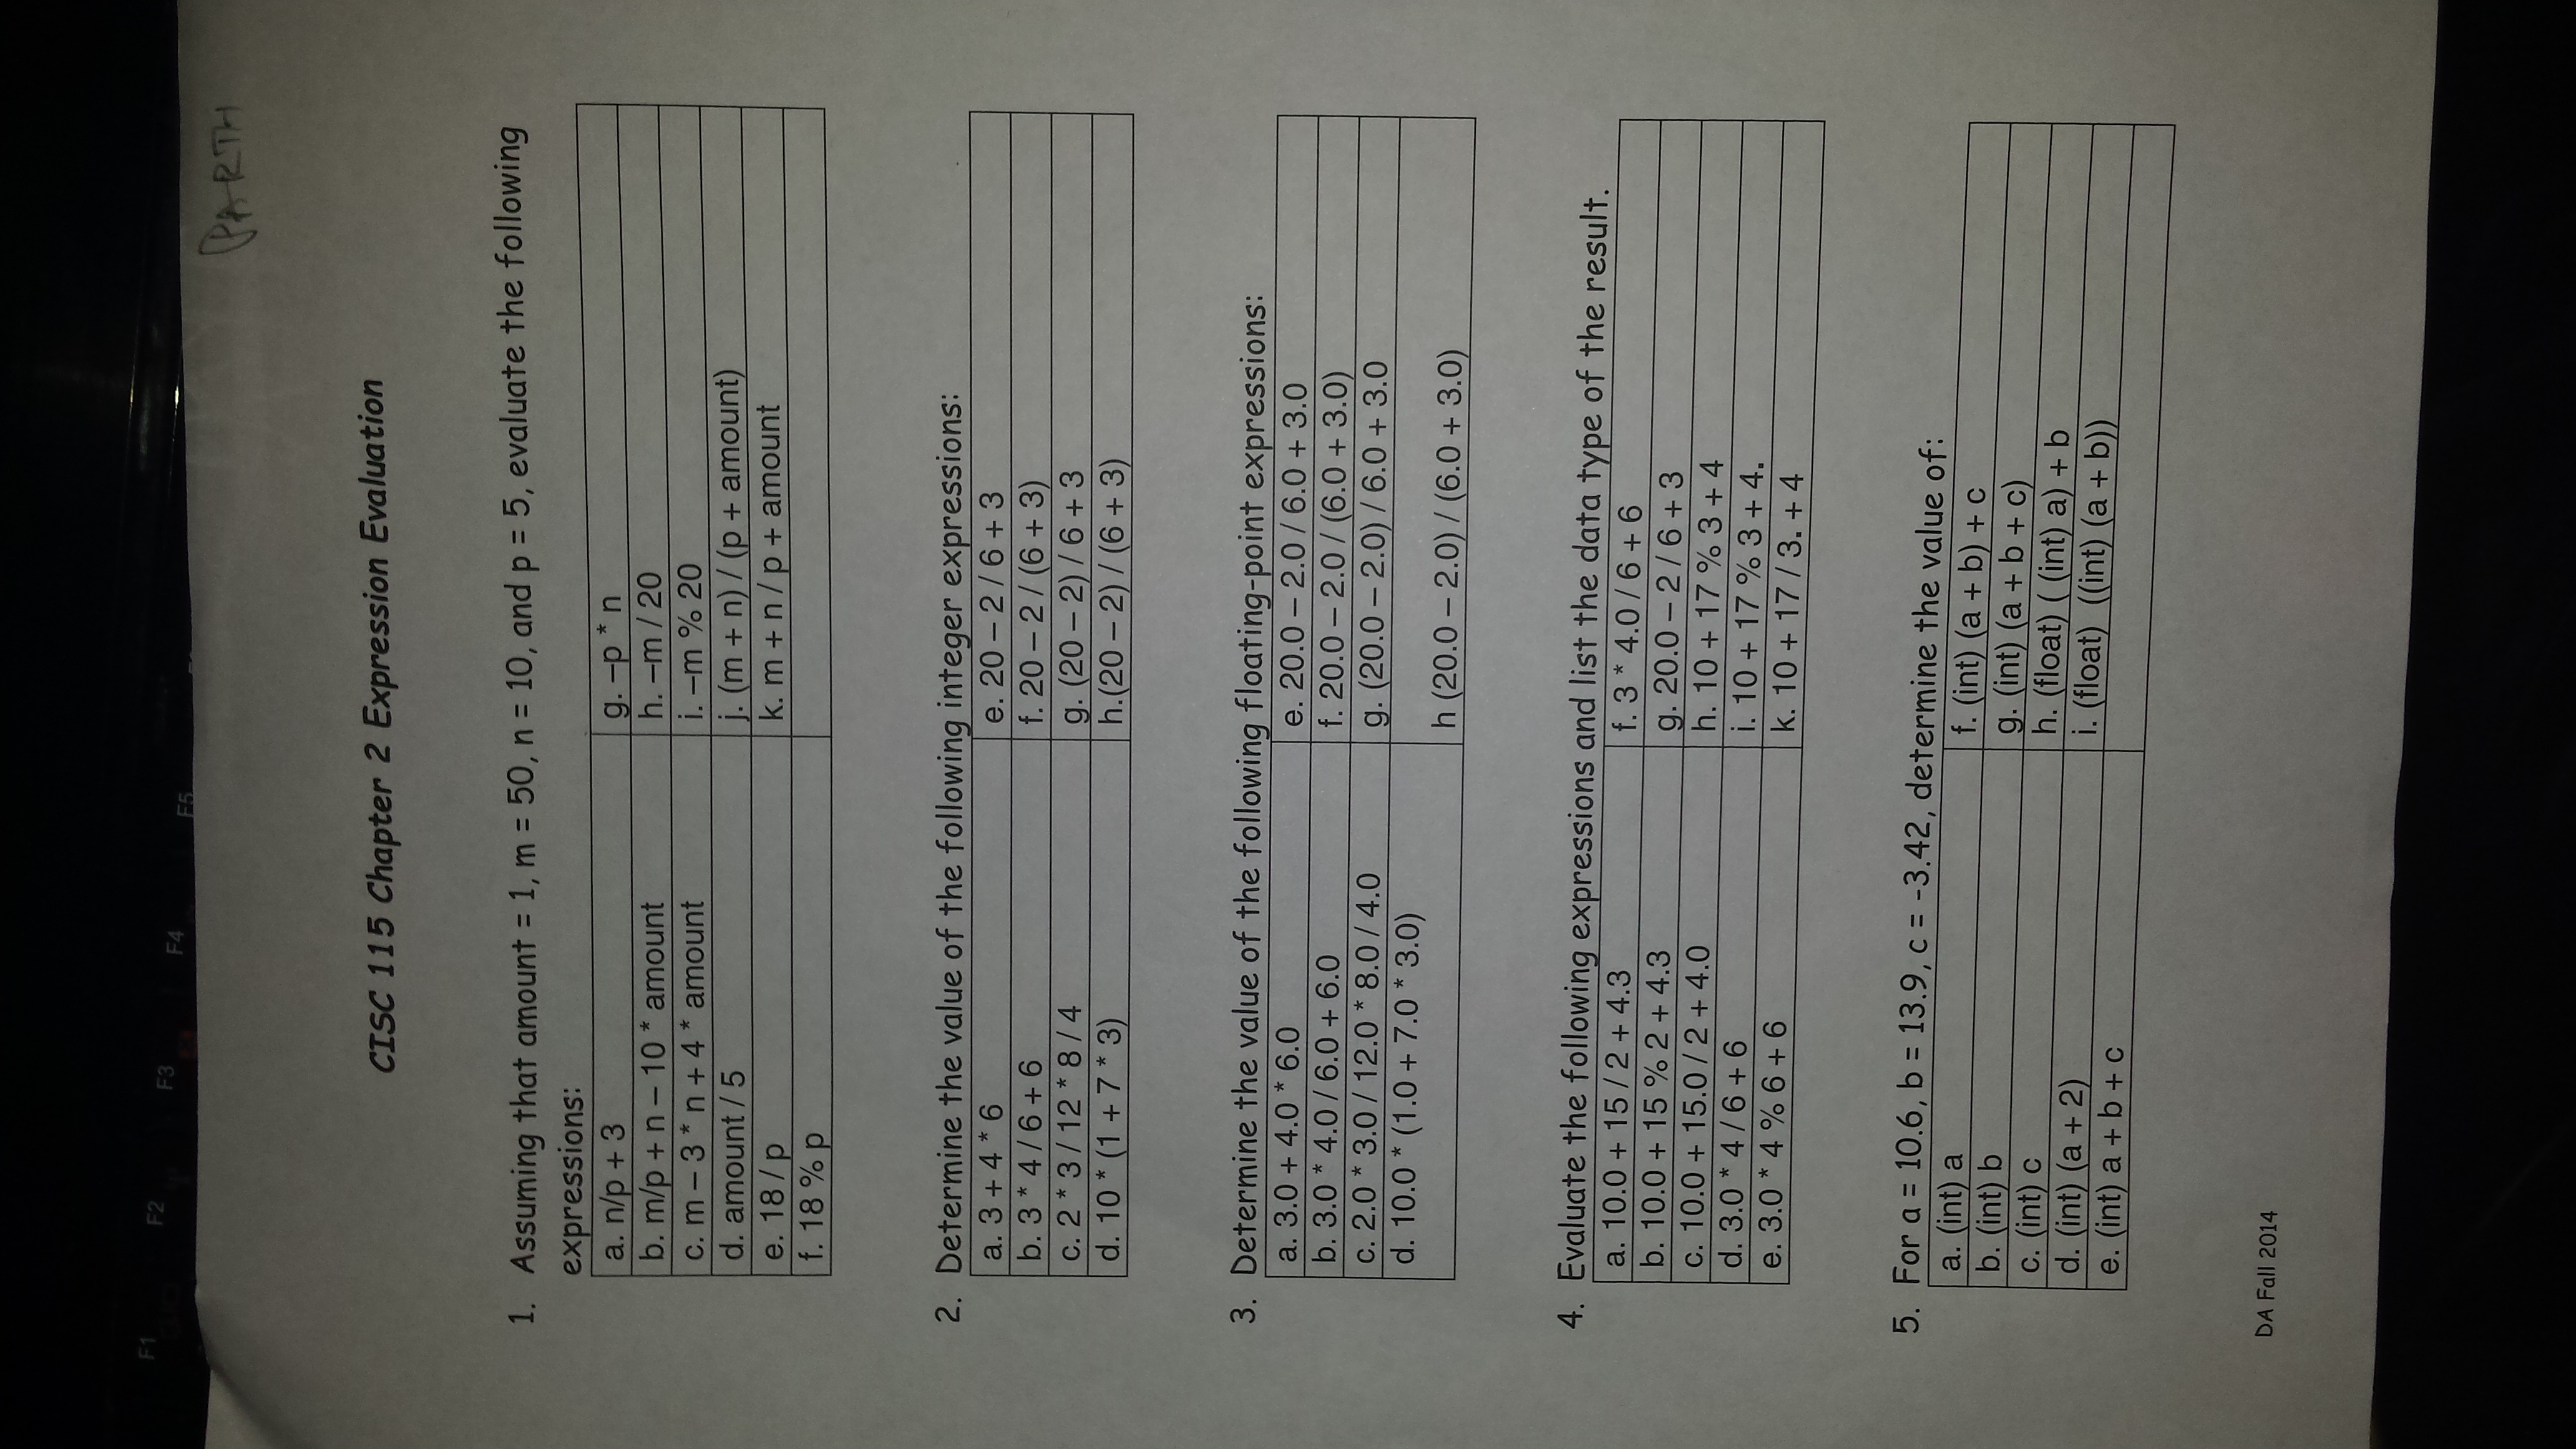 F1 F2 F3 F4 F5
PARTH
CISC 115 Chapter 2 Expression Evaluation
1. Assuming that amount = 1, m = 50, n = 10, and p = 5, evaluate the following
expressions:
a. n/p + 3
b. m/p + n – 10 * amount
c. m – 3 * n + 4 * amount
d. amount / 5
e. 18 / p
f. 18 % p
g. –p * n
h. –m / 20
i. –m % 20
j. (m + n) / (p + amount)
k. m + n / p + amount
2. Determine the value of the following integer expressions:
a. 3 + 4 * 6
b. 3 * 4 / 6 + 6
c. 2 * 3 / 12 * 8 / 4
d. 10 * (1 + 7 * 3)
e. 20 – 2 / 6 + 3
f. 20 – 2 / (6 + 3)
g. (20 – 2) / 6 + 3
h.(20 – 2) / (6 + 3)
3. Determine the value of the following floating-point expressions:
a. 3.0 + 4.0 * 6.0
b. 3.0 * 4.0 / 6.0 + 6.0
c. 2.0 * 3.0 / 12.0 * 8.0 / 4.0
d. 10.0 * (1.0 + 7.0 * 3.0)
e. 20.0 – 2.0 / 6.0 + 3.0
f. 20.0 – 2.0 / (6.0 + 3.0)
g. (20.0 – 2.0) / 6.0 + 3.0
h (20.0 – 2.0) / (6.0 + 3.0)
4. Evaluate the following expressions and list the data type of the result.
a. 10.0 + 15 / 2 + 4.3
b. 10.0 + 15 % 2 + 4.3
c. 10.0 + 15.0 / 2 + 4.0
d. 3.0 * 4 / 6 + 6
e. 3.0 * 4 % 6 + 6
f. 3 * 4.0 / 6 + 6
g. 20.0 – 2 / 6 + 3
h. 10 + 17 % 3 + 4
i. 10 + 17 % 3 + 4.
k. 10 + 17 / 3. + 4
5. For a = 10.6, b = 13.9, c = -3.42, determine the value of:
a. (int) a
b. (int) b
c. (int) c
d. (int) (a + 2)
e. (int) a + b + c
f. (int) (a + b) + c
g. (int) (a + b + c)
h. (float) ( (int) a) + b
i. (float) ((int) (a + b))
DA Fall 2014